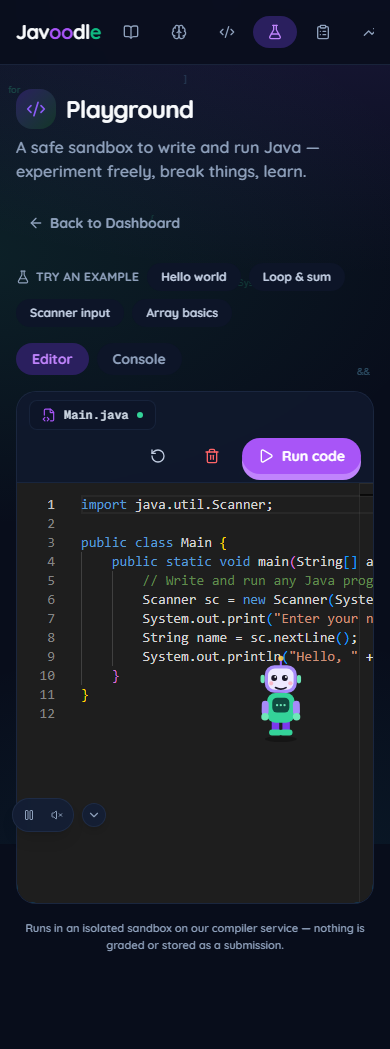 Javoodle
for
Playground
A safe sandbox to write and run Java —
experiment freely, break things, learn.
Back to Dashboard
TRY AN EXAMPLE
Hello world
Loop & sum
Scanner input
Array basics
Editor
Console
&&
Main.java
Run code
1 import java.util.Scanner;
2
3 public class Main {
4 public static void main(String[] a
5 // Write and run any Java prog
6 Scanner sc = new Scanner(Syste
7 System.out.print("Enter your n
8 String name = sc.nextLine();
9 System.out.println("Hello, " +
10 }
11 }
12
Runs in an isolated sandbox on our compiler service — nothing is
graded or stored as a submission.